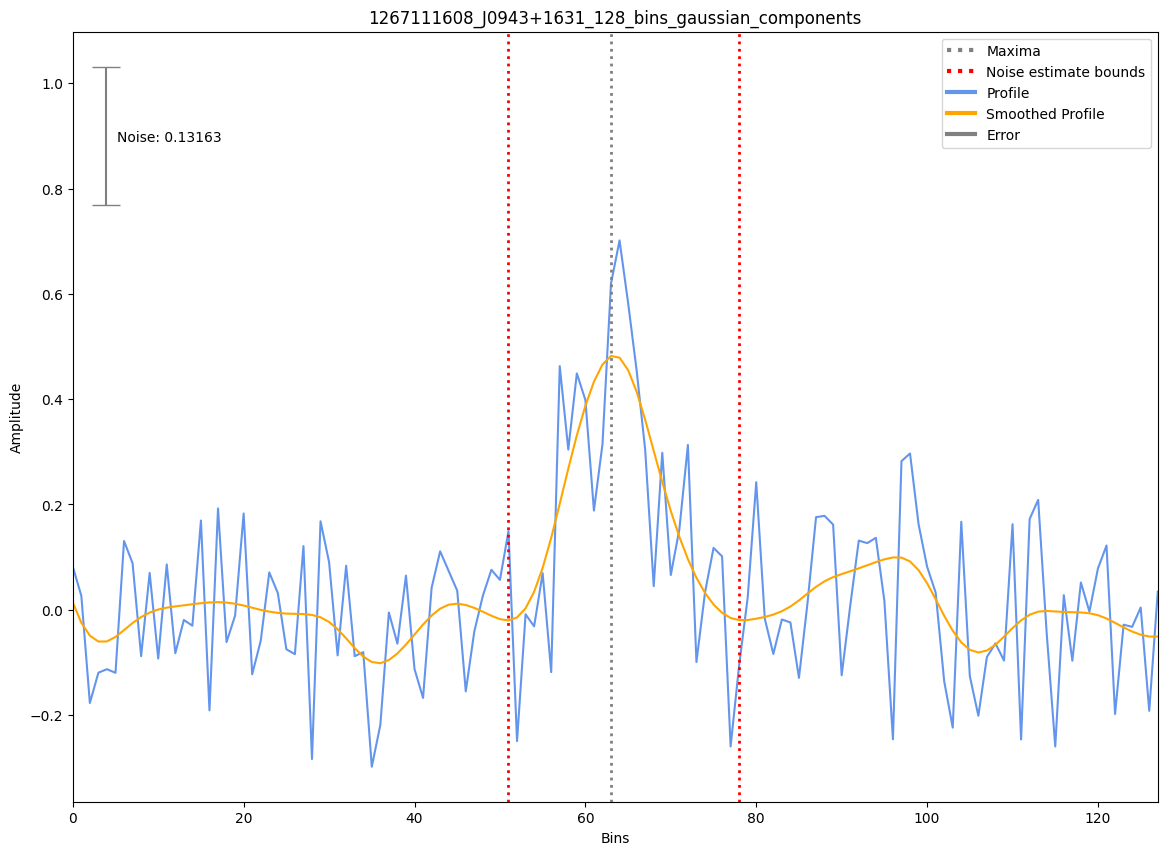 1267111608_J0943+1631_128_bins_gaussian_components
Maxima
Noise estimate bounds
Profile
Smoothed Profile
Error
Noise: 0.13163
1.0
0.8
0.6
0.4
0.2
0.0
−0.2
Amplitude
0 20 40 60 80 100 120
Bins